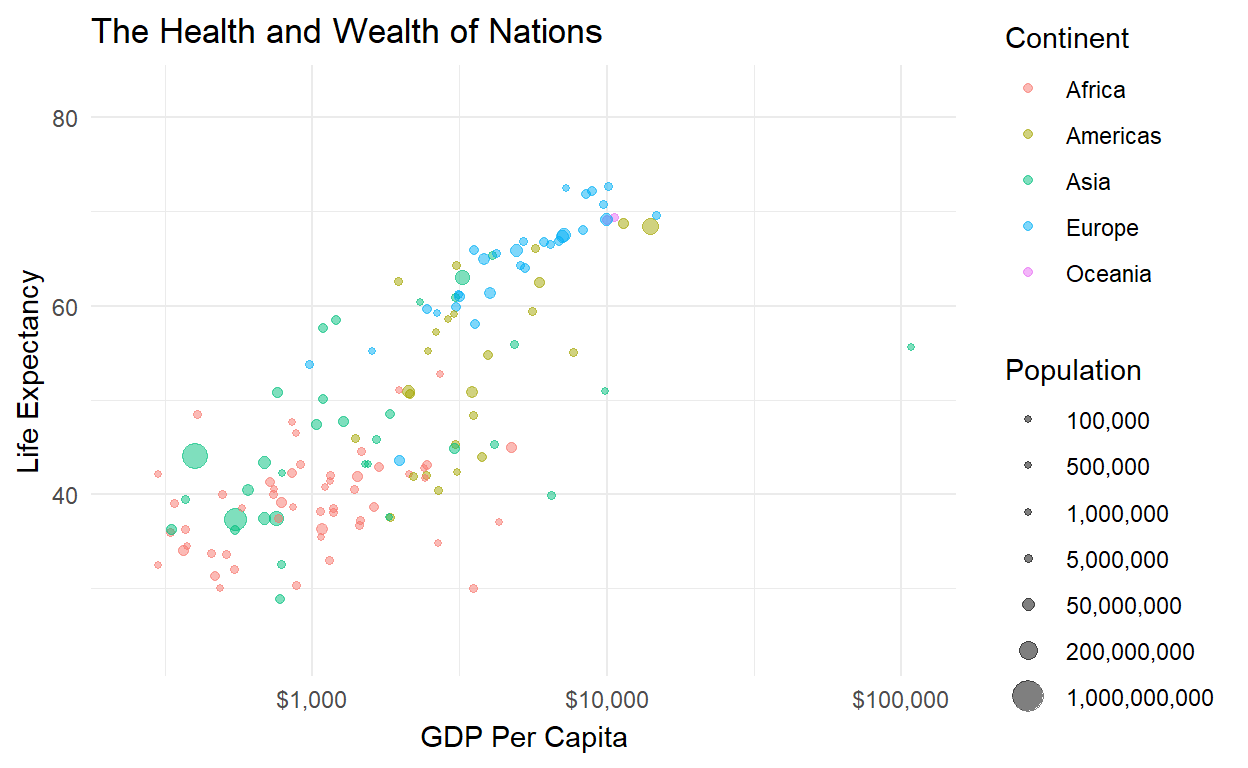 The Health and Wealth of Nations
80
60
40
Life Expectancy
$1,000
$10,000
$100,000
GDP Per Capita
Continent
Africa
Americas
Asia
Europe
Oceania
Population
100,000
500,000
1,000,000
5,000,000
50,000,000
200,000,000
1,000,000,000